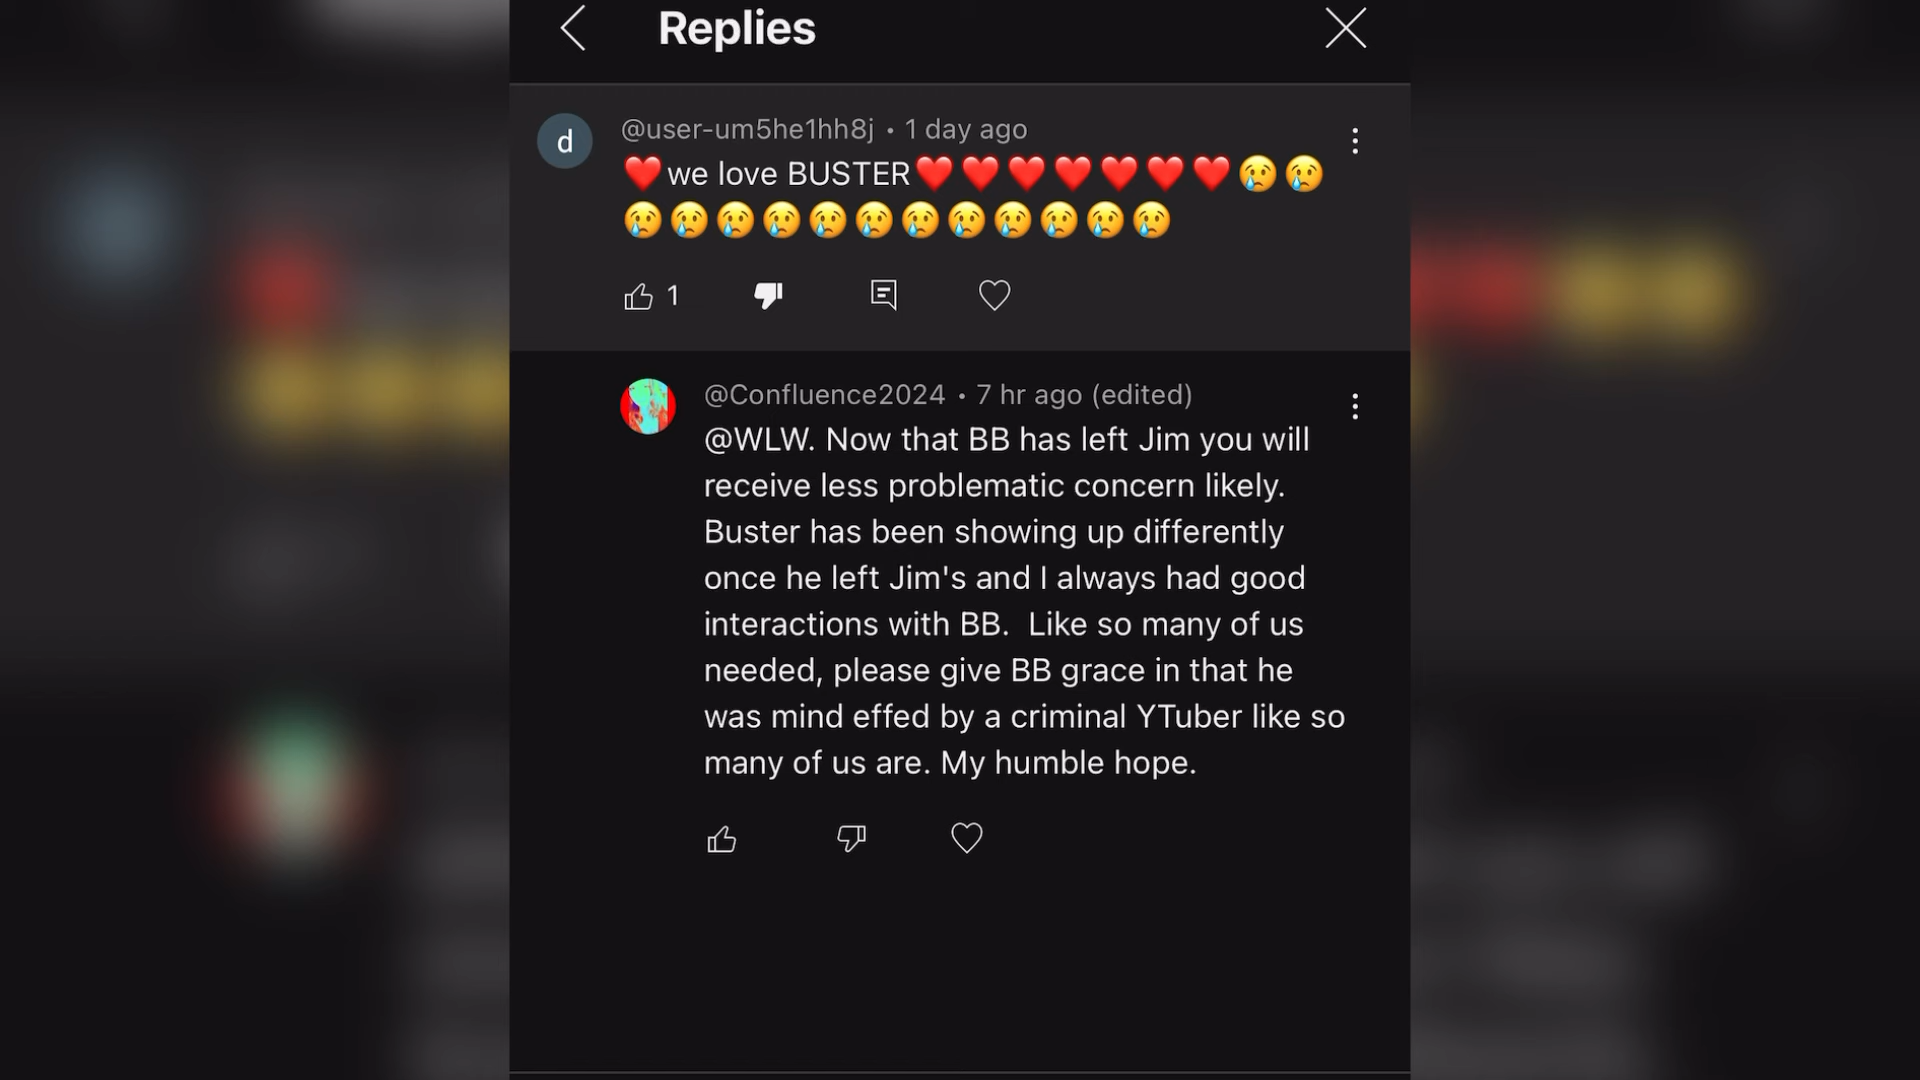 Replies
d
@user-um5he1hh8j • 1 day ago
❤️we love BUSTER❤️❤️❤️❤️❤️❤️❤️😢😢
😢😢😢😢😢😢😢😢😢😢😢😢
1
@Confluence2024 • 7 hr ago (edited)
@WLW. Now that BB has left Jim you will
receive less problematic concern likely.
Buster has been showing up differently
once he left Jim's and I always had good
interactions with BB.  Like so many of us
needed, please give BB grace in that he
was mind effed by a criminal YTuber like so
many of us are. My humble hope.